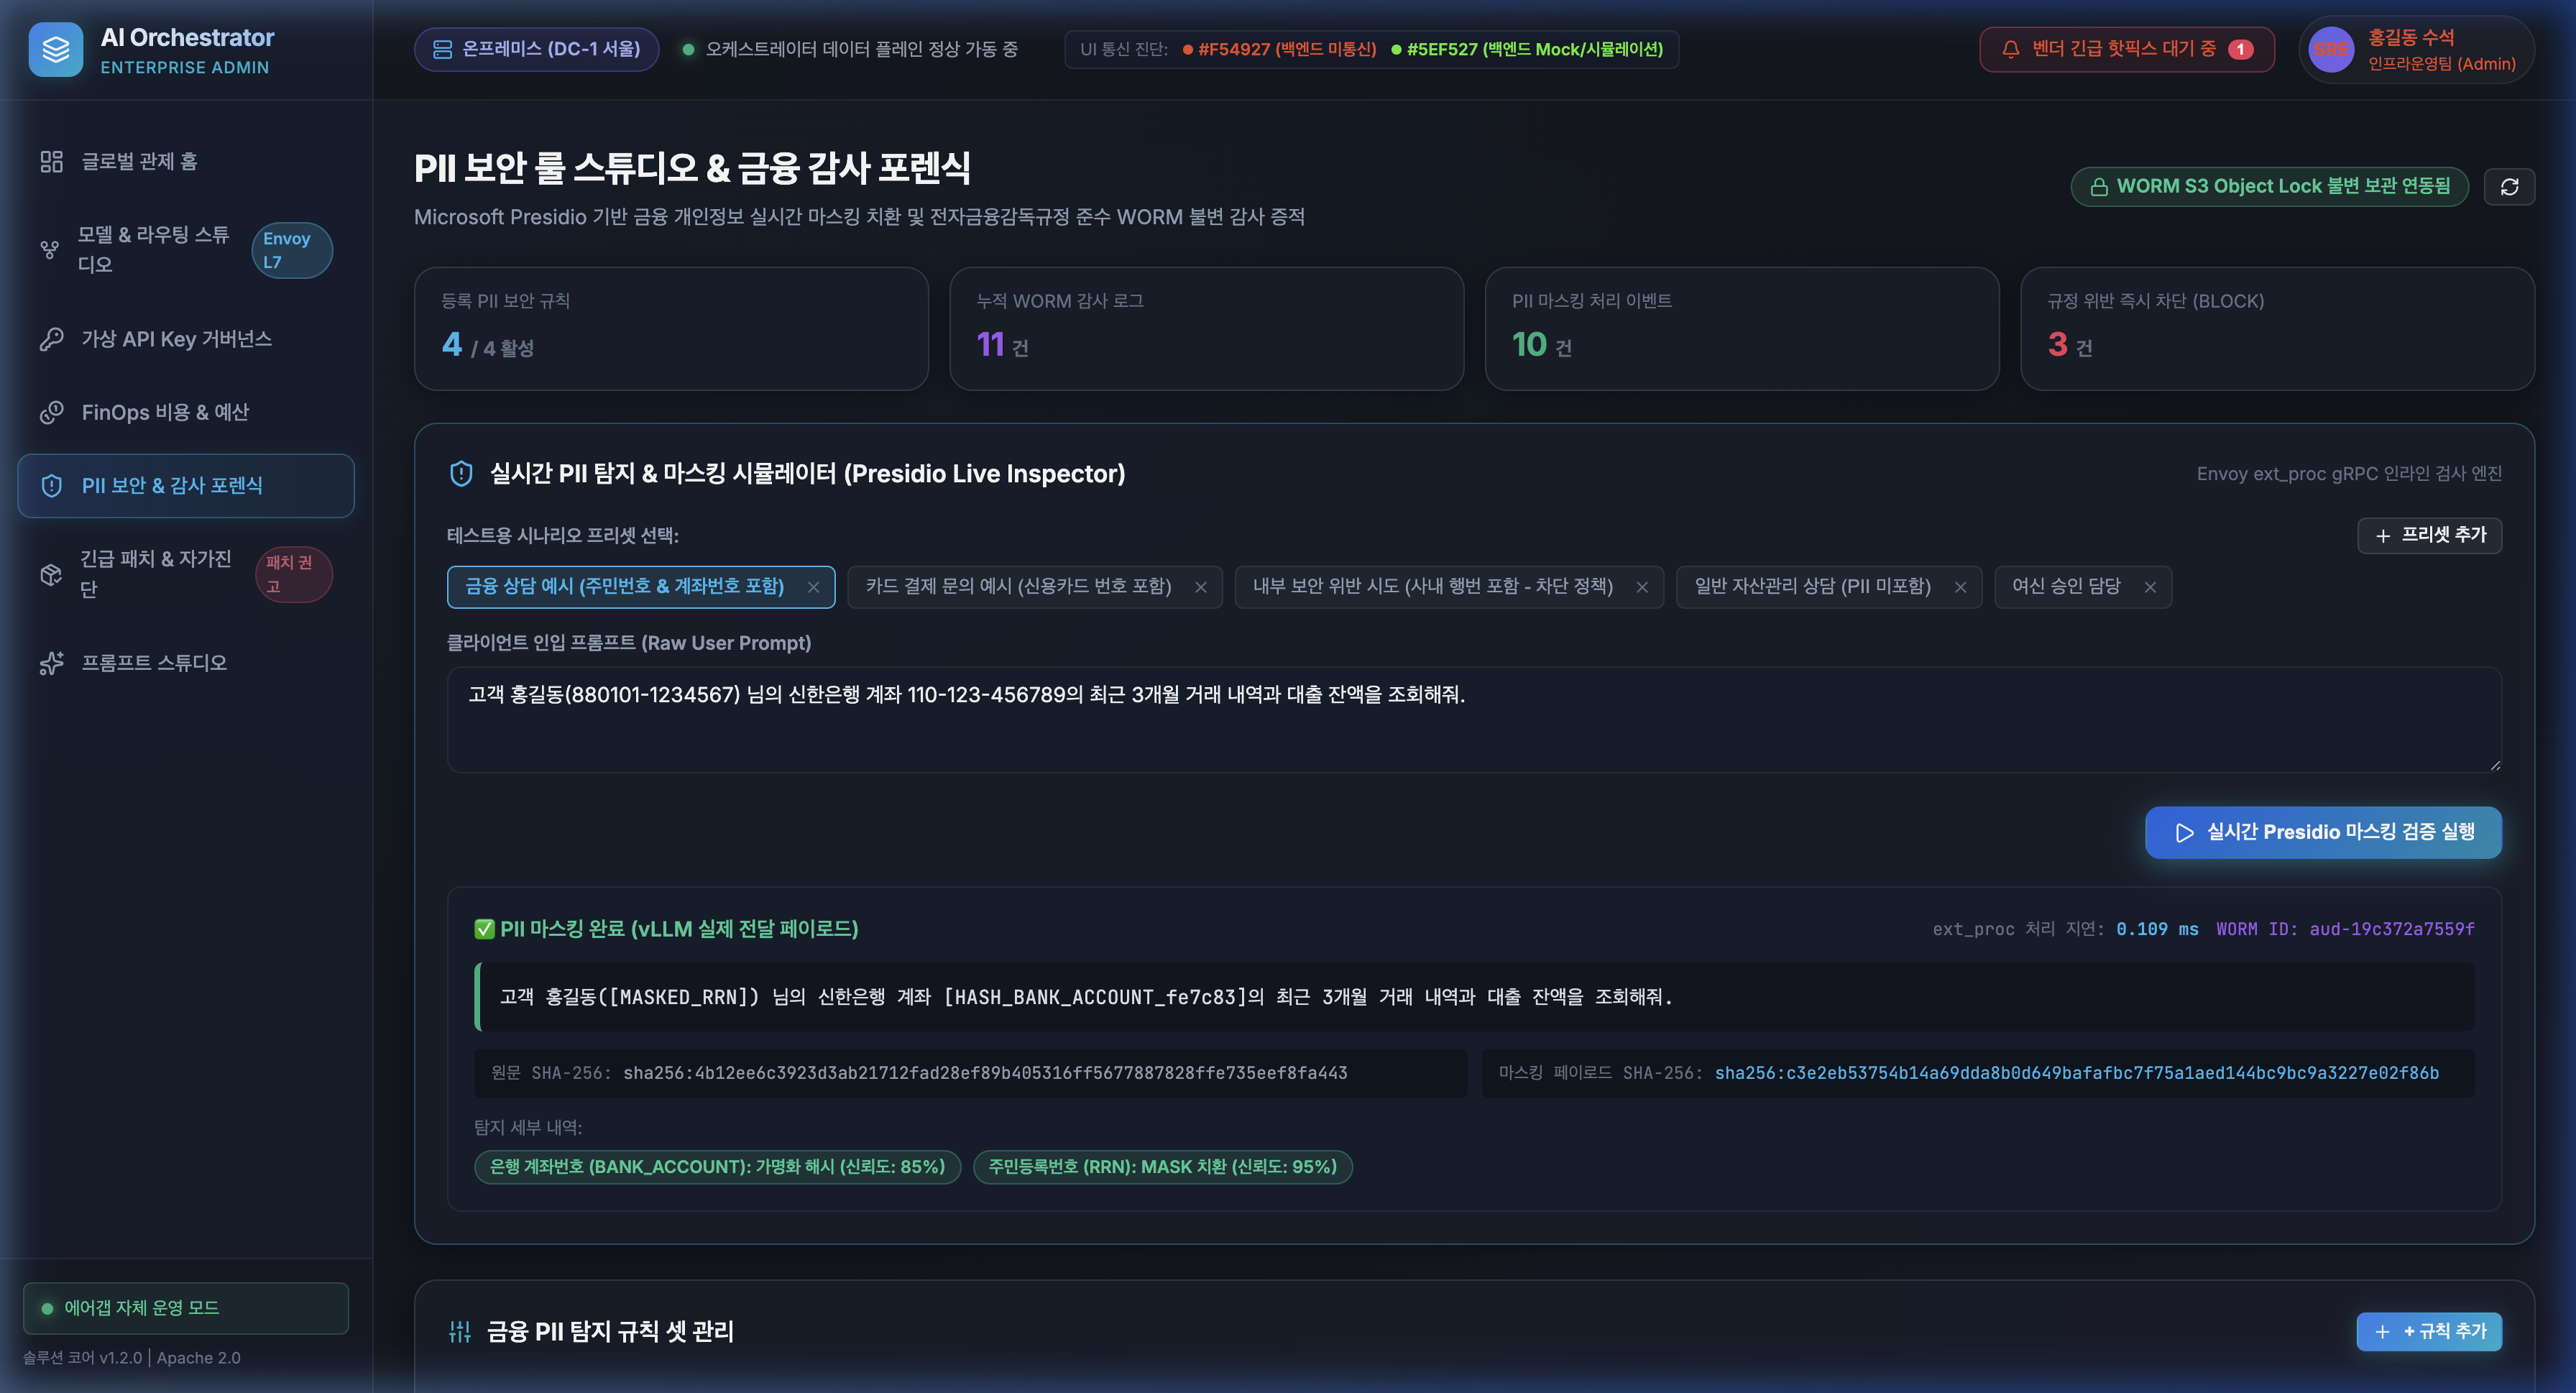 AI Orchestrator
ENTERPRISE ADMIN
온프레미스 (DC-1 서울)
오케스트레이터 데이터 플레인 정상 가동 중
UI 통신 진단: #F54927 (백엔드 미통신) #5EF527 (백엔드 Mock/시뮬레이션)
벤더 긴급 핫픽스 대기 중 1
SRE
홍길동 수석
인프라운영팀 (Admin)
글로벌 관제 홈
모델 & 라우팅 스튜
디오
Envoy
L7
가상 API Key 거버넌스
FinOps 비용 & 예산
PII 보안 & 감사 포렌식
긴급 패치 & 자가진
단
패치 권
고
프롬프트 스튜디오
에어갭 자체 운영 모드
솔루션 코어 v1.2.0 | Apache 2.0
PII 보안 룰 스튜디오 & 금융 감사 포렌식
Microsoft Presidio 기반 금융 개인정보 실시간 마스킹 치환 및 전자금융감독규정 준수 WORM 불변 감사 증적
WORM S3 Object Lock 불변 보관 연동됨
등록 PII 보안 규칙
4 / 4 활성
누적 WORM 감사 로그
11 건
PII 마스킹 처리 이벤트
10 건
규정 위반 즉시 차단 (BLOCK)
3 건
실시간 PII 탐지 & 마스킹 시뮬레이터 (Presidio Live Inspector)
Envoy ext_proc gRPC 인라인 검사 엔진
테스트용 시나리오 프리셋 선택:
+ 프리셋 추가
금융 상담 예시 (주민번호 & 계좌번호 포함) ×
카드 결제 문의 예시 (신용카드 번호 포함) ×
내부 보안 위반 시도 (사내 행번 포함 - 차단 정책) ×
일반 자산관리 상담 (PII 미포함) ×
여신 승인 담당 ×
클라이언트 인입 프롬프트 (Raw User Prompt)
고객 홍길동(880101-1234567) 님의 신한은행 계좌 110-123-456789의 최근 3개월 거래 내역과 대출 잔액을 조회해줘.
실시간 Presidio 마스킹 검증 실행
✅ PII 마스킹 완료 (vLLM 실제 전달 페이로드)
ext_proc 처리 지연: 0.109 ms WORM ID: aud-19c372a7559f
고객 홍길동([MASKED_RRN]) 님의 신한은행 계좌 [HASH_BANK_ACCOUNT_fe7c83]의 최근 3개월 거래 내역과 대출 잔액을 조회해줘.
원문 SHA-256: sha256:4b12ee6c3923d3ab21712fad28ef89b405316ff5677887828ffe735eef8fa443
마스킹 페이로드 SHA-256: sha256:c3e2eb53754b14a69dda8b0d649bafafbc7f75a1aed144bc9bc9a3227e02f86b
탐지 세부 내역:
은행 계좌번호 (BANK_ACCOUNT): 가명화 해시 (신뢰도: 85%)
주민등록번호 (RRN): MASK 치환 (신뢰도: 95%)
금융 PII 탐지 규칙 셋 관리
+ + 규칙 추가